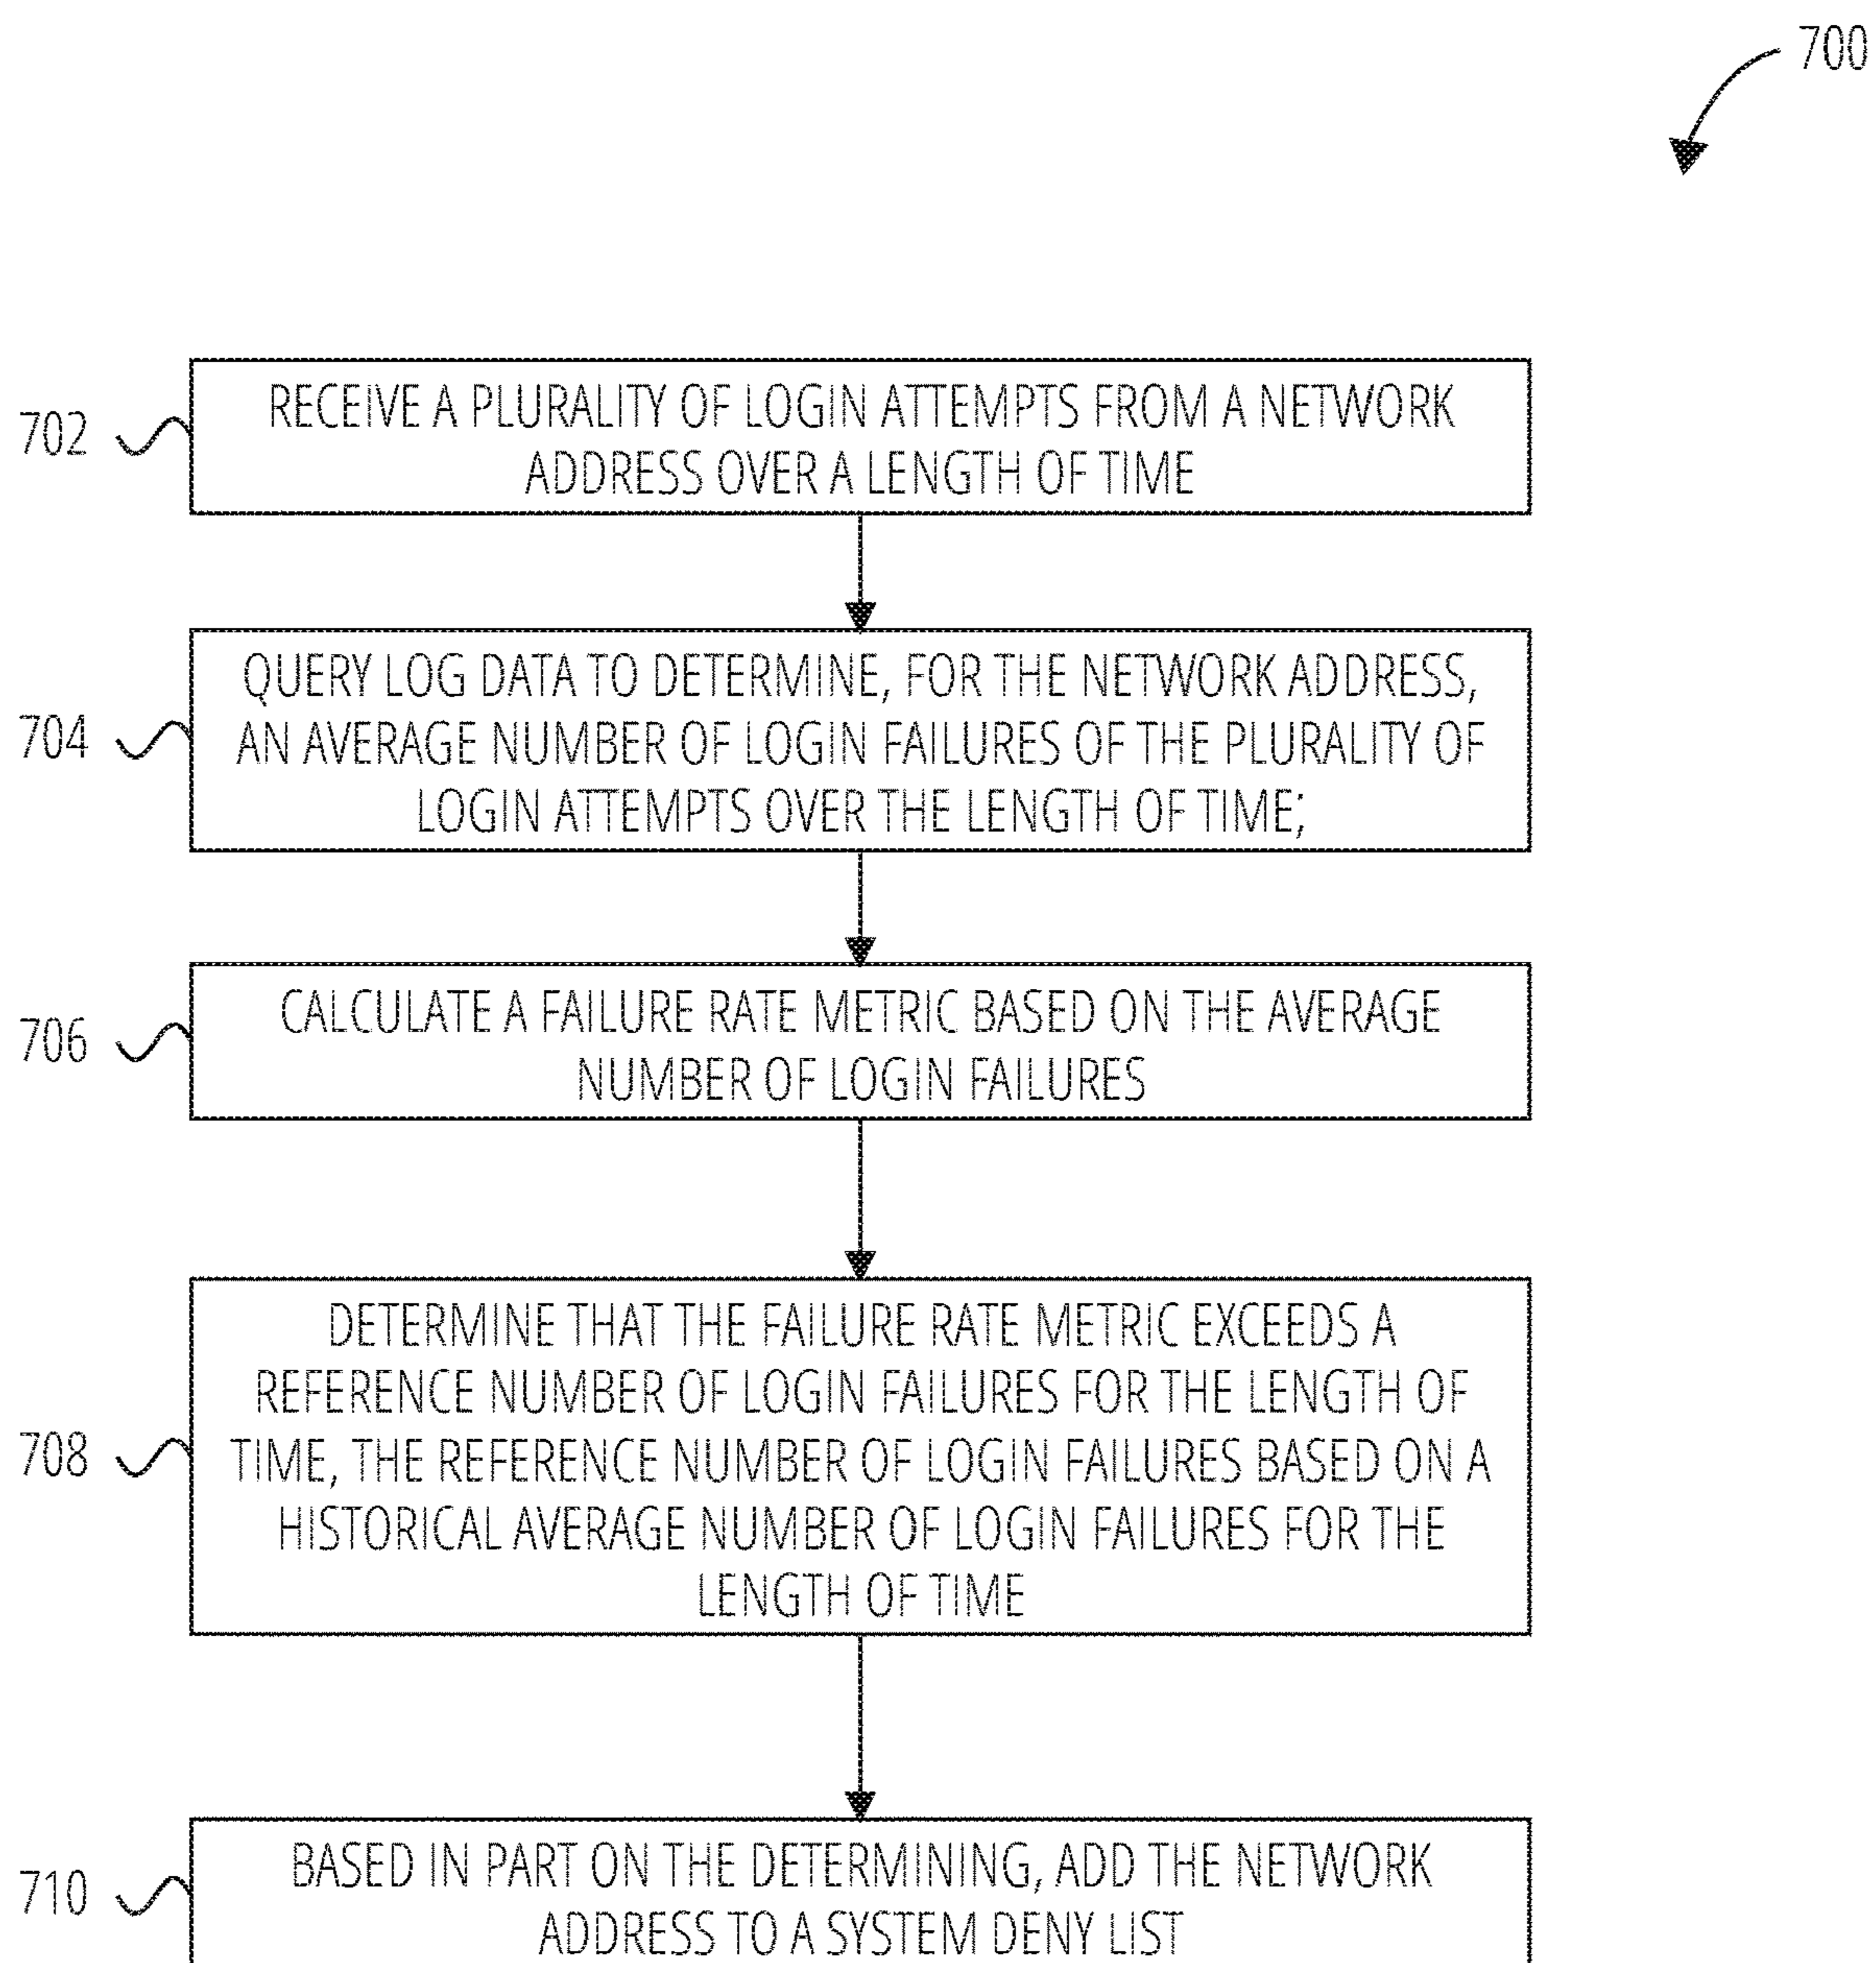 700
702
RECEIVE A PLURALITY OF LOGIN ATTEMPTS FROM A NETWORK
ADDRESS OVER A LENGTH OF TIME
704
QUERY LOG DATA TO DETERMINE, FOR THE NETWORK ADDRESS,
AN AVERAGE NUMBER OF LOGIN FAILURES OF THE PLURALITY OF
LOGIN ATTEMPTS OVER THE LENGTH OF TIME;
706
CALCULATE A FAILURE RATE METRIC BASED ON THE AVERAGE
NUMBER OF LOGIN FAILURES
708
DETERMINE THAT THE FAILURE RATE METRIC EXCEEDS A
REFERENCE NUMBER OF LOGIN FAILURES FOR THE LENGTH OF
TIME, THE REFERENCE NUMBER OF LOGIN FAILURES BASED ON A
HISTORICAL AVERAGE NUMBER OF LOGIN FAILURES FOR THE
LENGTH OF TIME
710
BASED IN PART ON THE DETERMINING, ADD THE NETWORK
ADDRESS TO A SYSTEM DENY LIST